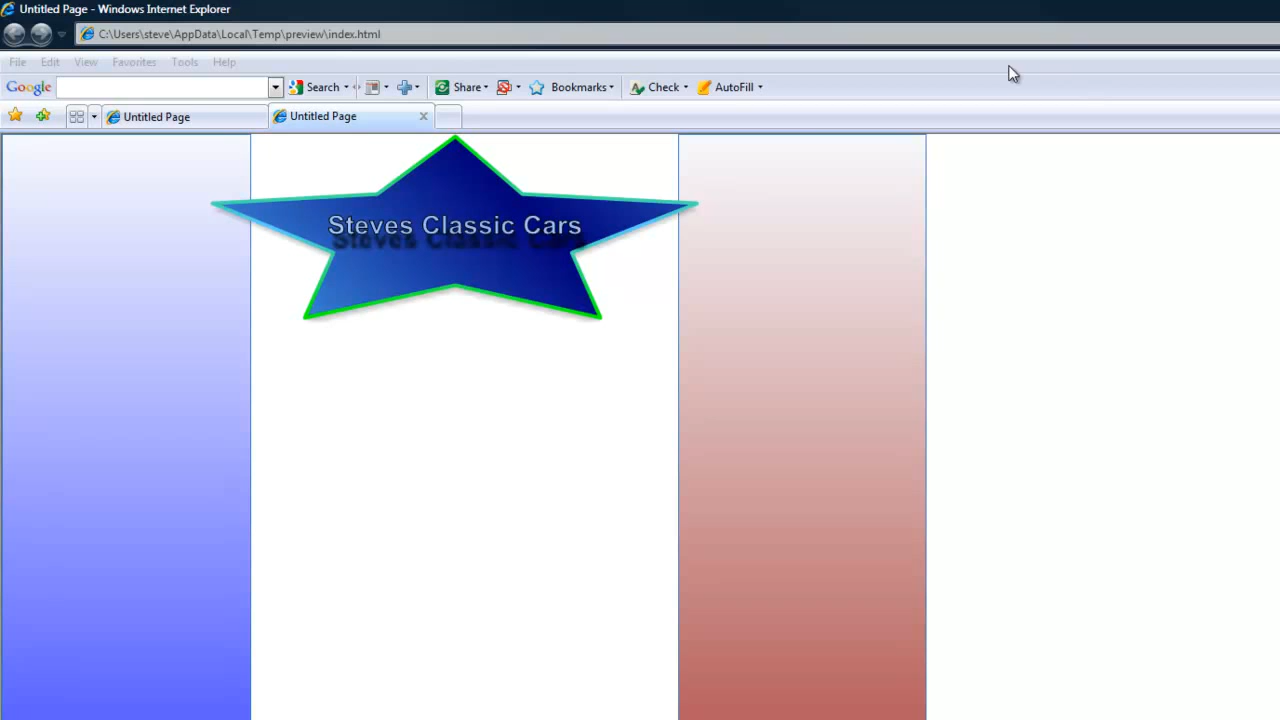 Untitled Page - Windows Internet Explorer
C:\Users\steve\AppData\Local\Temp\preview\index.html
File Edit View Favorites Tools Help
Google Search Share Bookmarks Check AutoFill
Untitled Page Untitled Page
Steves Classic Cars